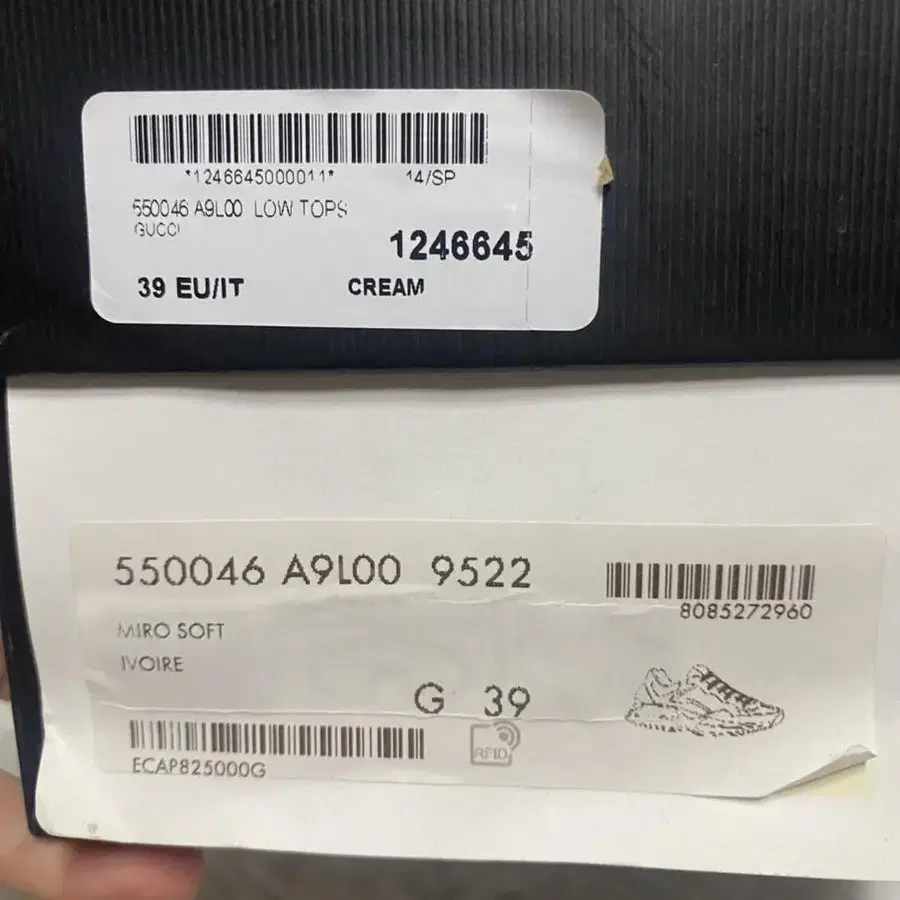 *1246645000011* 14/SP
550046 A9L00 LOW TOPS
GUCCI
1246645
39 EU/IT CREAM
550046 A9L00 9522
8085272960
MIRO SOFT
IVOIRE
G 39
RFID
ECAP825000G